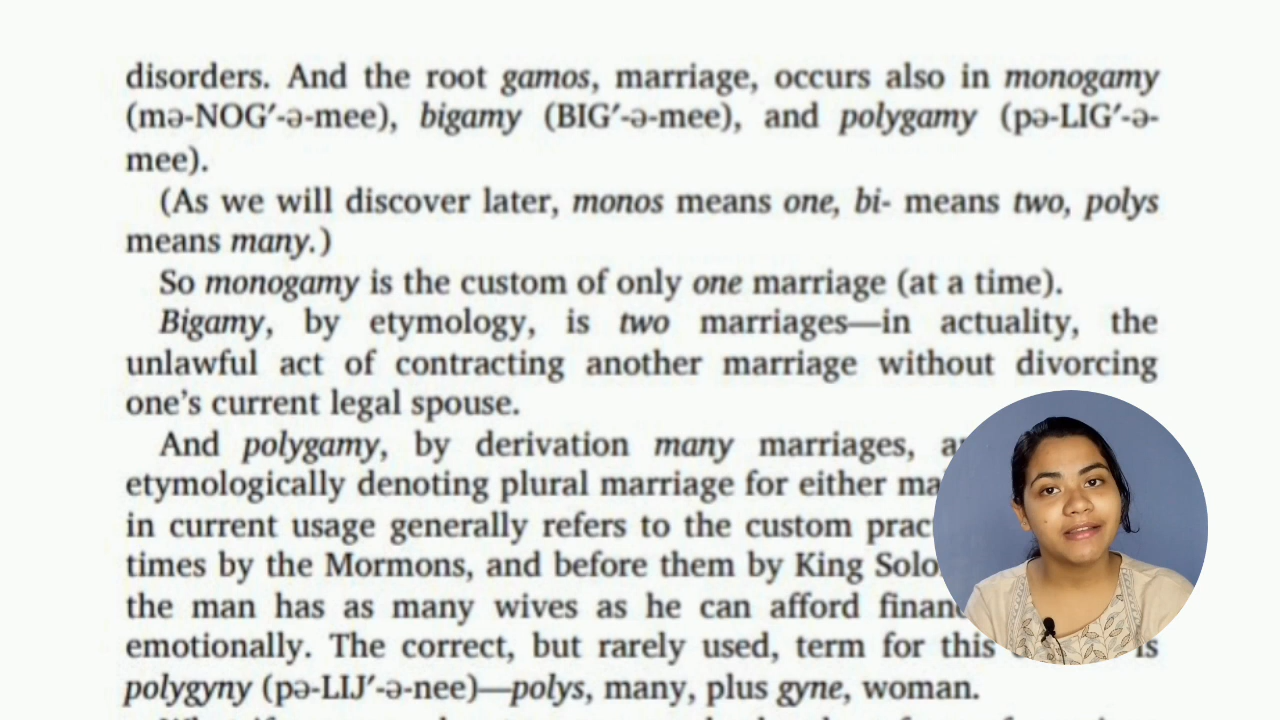 disorders. And the root gamos, marriage, occurs also in monogamy
(mə-NOG′-ə-mee), bigamy (BIG′-ə-mee), and polygamy (pə-LIG′-ə-
mee).
(As we will discover later, monos means one, bi- means two, polys
means many.)
So monogamy is the custom of only one marriage (at a time).
Bigamy, by etymology, is two marriages—in actuality, the
unlawful act of contracting another marriage without divorcing
one’s current legal spouse.
And polygamy, by derivation many marriages,
etymologically denoting plural marriage for either
in current usage generally refers to the custom
times by the Mormons, and before them by King
the man has as many wives as he can afford
emotionally. The correct, but rarely used, term for this is
polygyny (pə-LIJ′-ə-nee)—polys, many, plus gyne, woman.